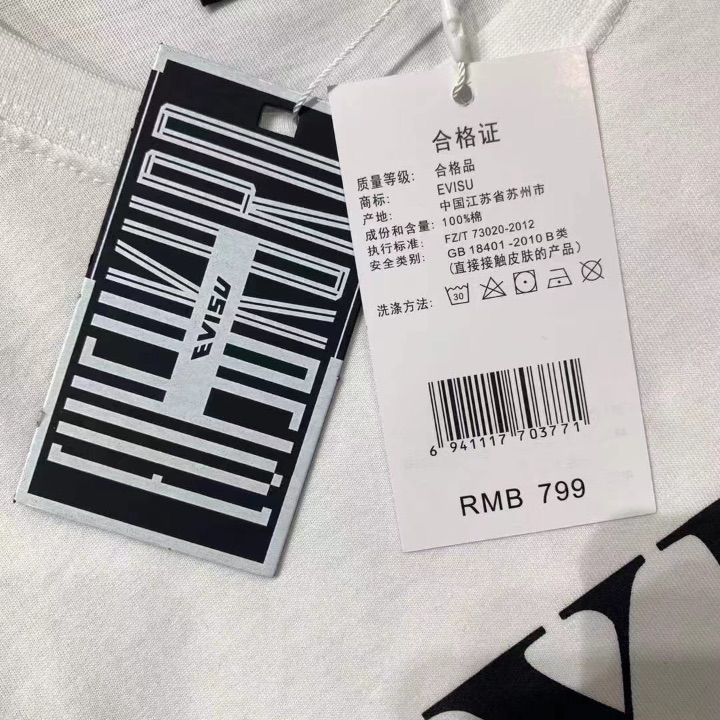 EVISU
合格证
质量等级: 合格品
商标: EVISU
产地: 中国江苏省苏州市
成份和含量: 100%棉
执行标准: FZ/T 73020-2012
安全类别: GB 18401 -2010 B 类
(直接接触皮肤的产品)
洗涤方法: 30
6 941117 703771
RMB 799